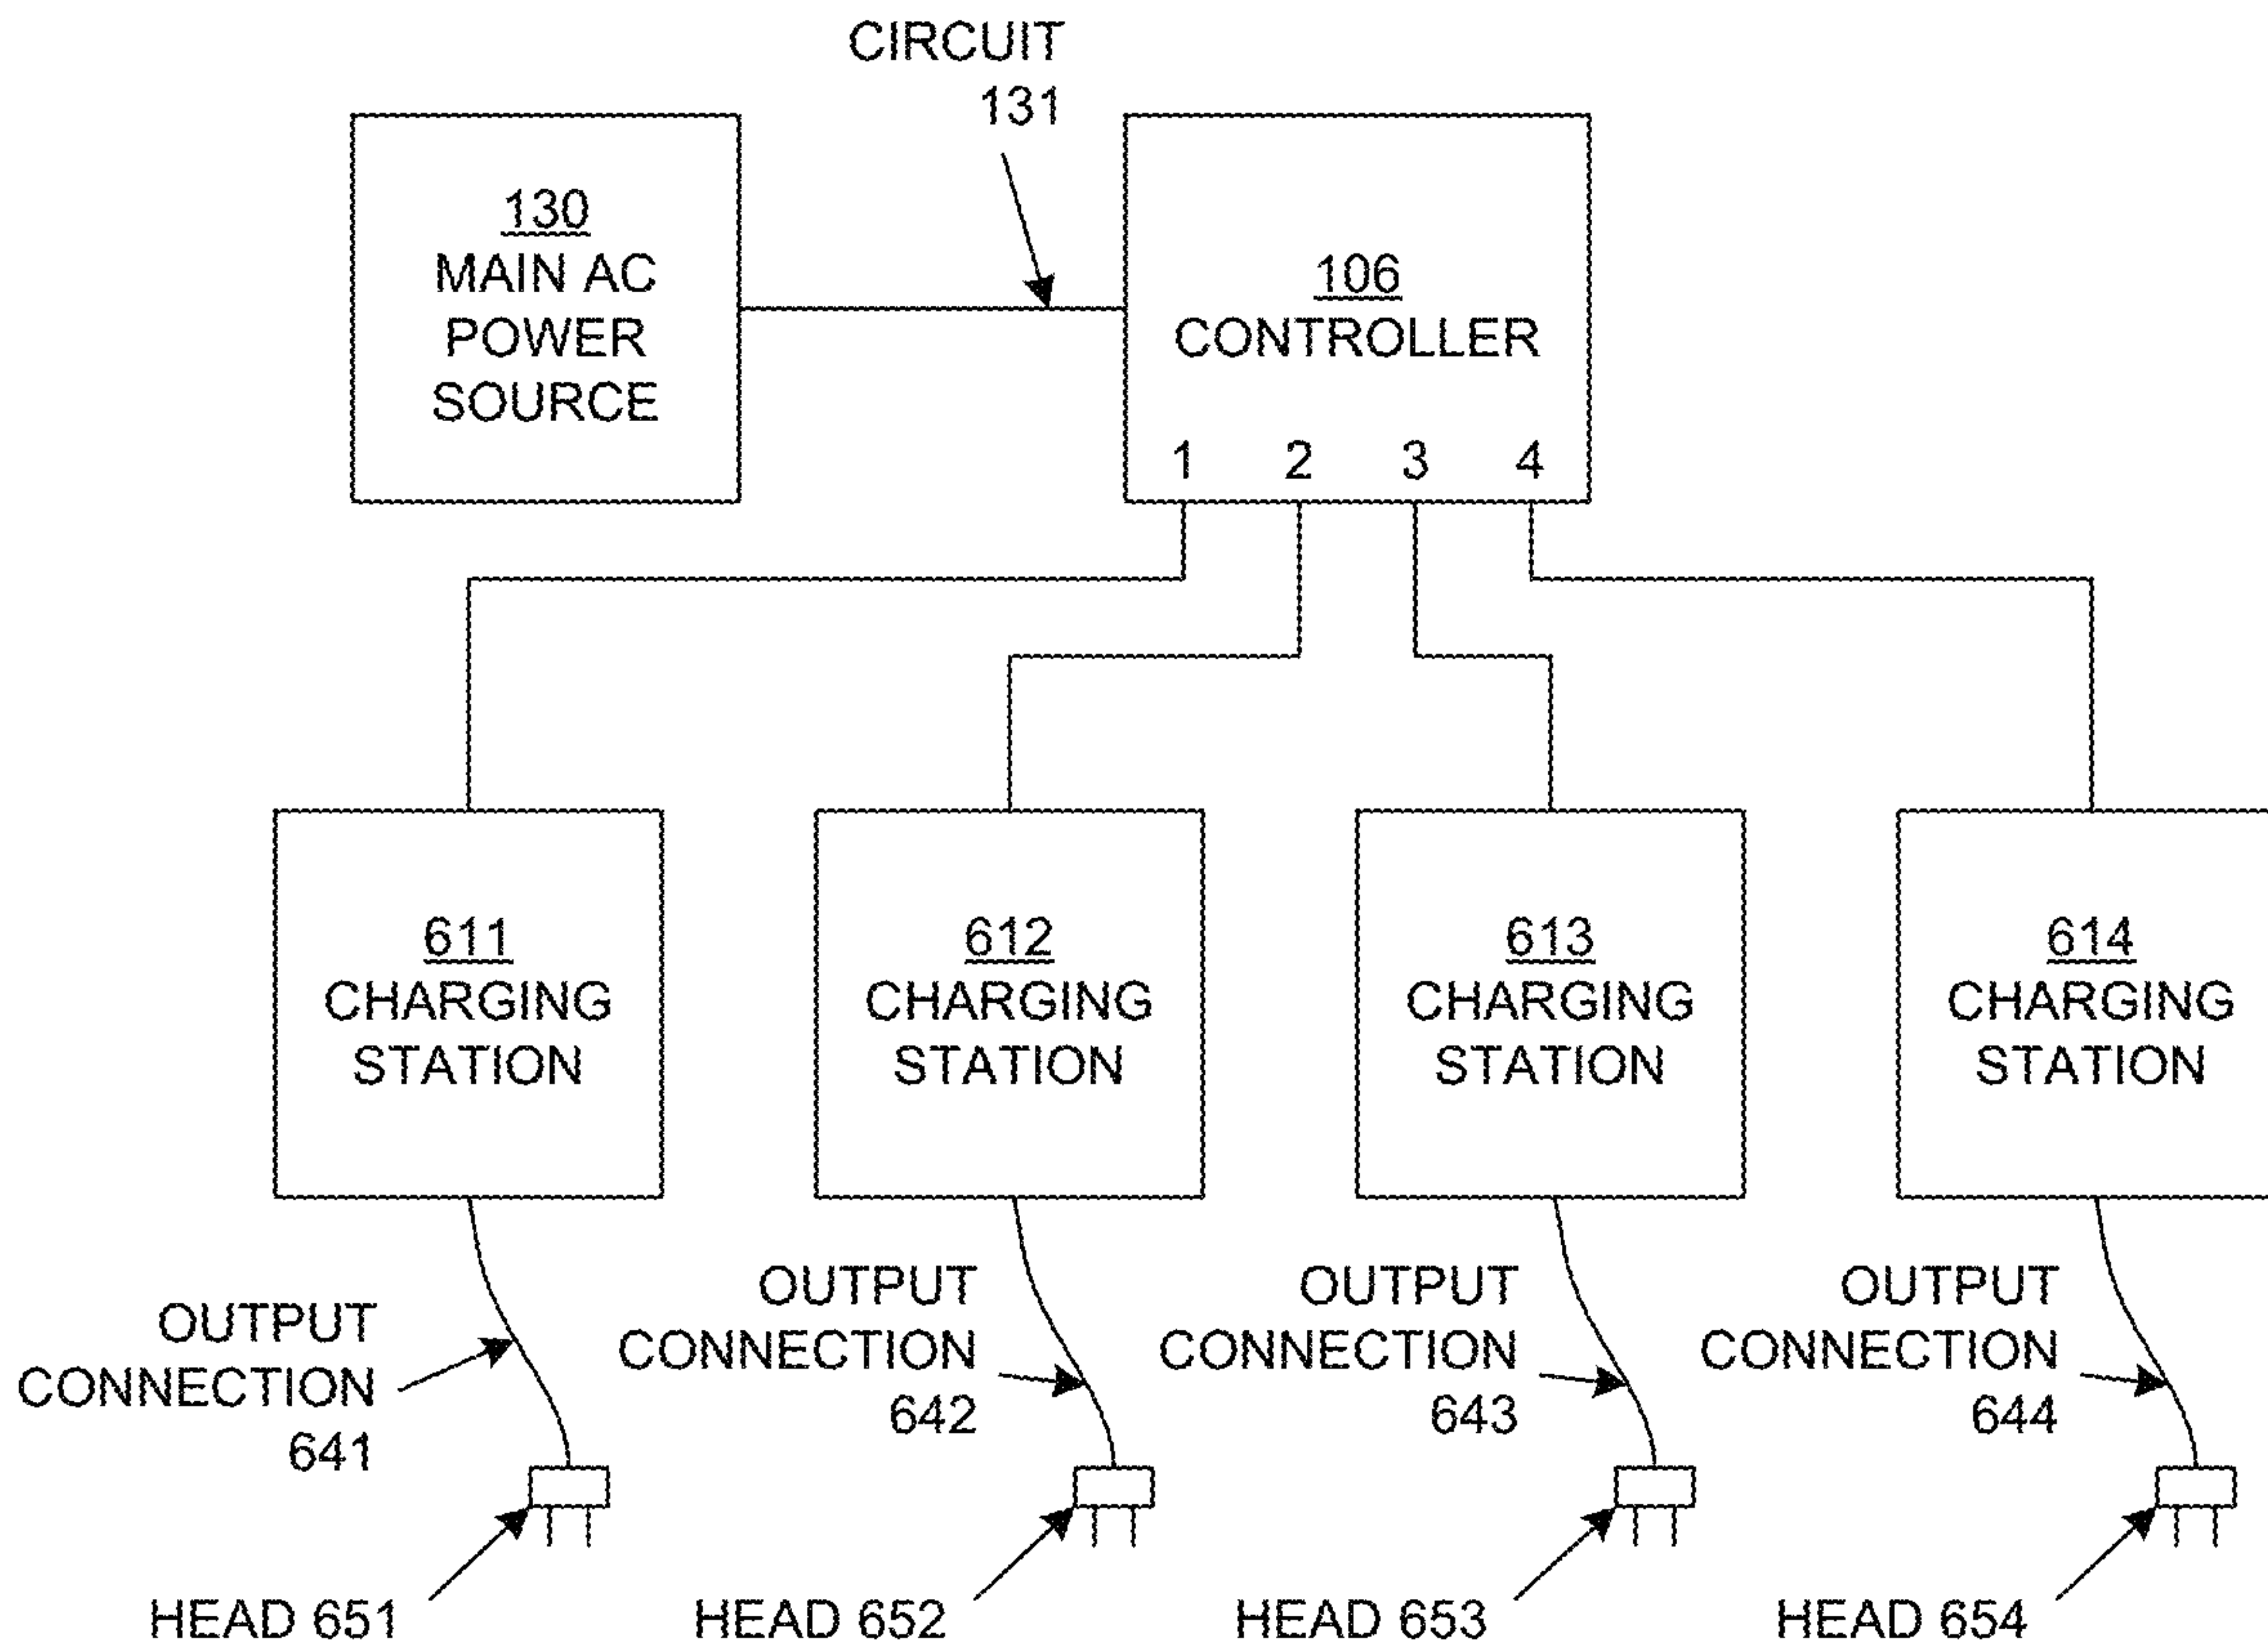 CIRCUIT
131
130
MAIN AC
POWER
SOURCE
106
CONTROLLER
1 2 3 4
611
CHARGING
STATION
612
CHARGING
STATION
613
CHARGING
STATION
614
CHARGING
STATION
OUTPUT
CONNECTION
641
OUTPUT
CONNECTION
642
OUTPUT
CONNECTION
643
OUTPUT
CONNECTION
644
HEAD 651
HEAD 652
HEAD 653
HEAD 654